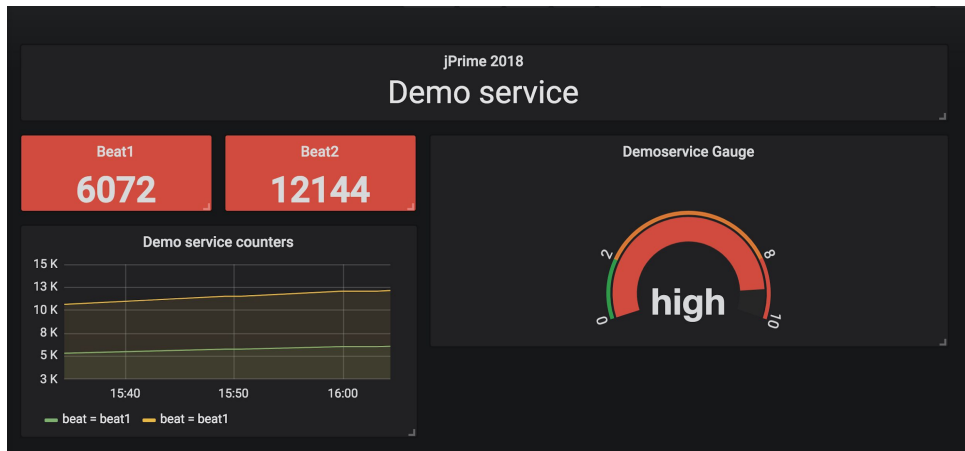 jPrime 2018
Demo service
Beat1
6072
Beat2
12144
Demoservice Gauge
0
2
8
10
high
Demo service counters
15 K
13 K
10 K
8 K
5 K
3 K
15:40 15:50 16:00
beat = beat1 beat = beat1